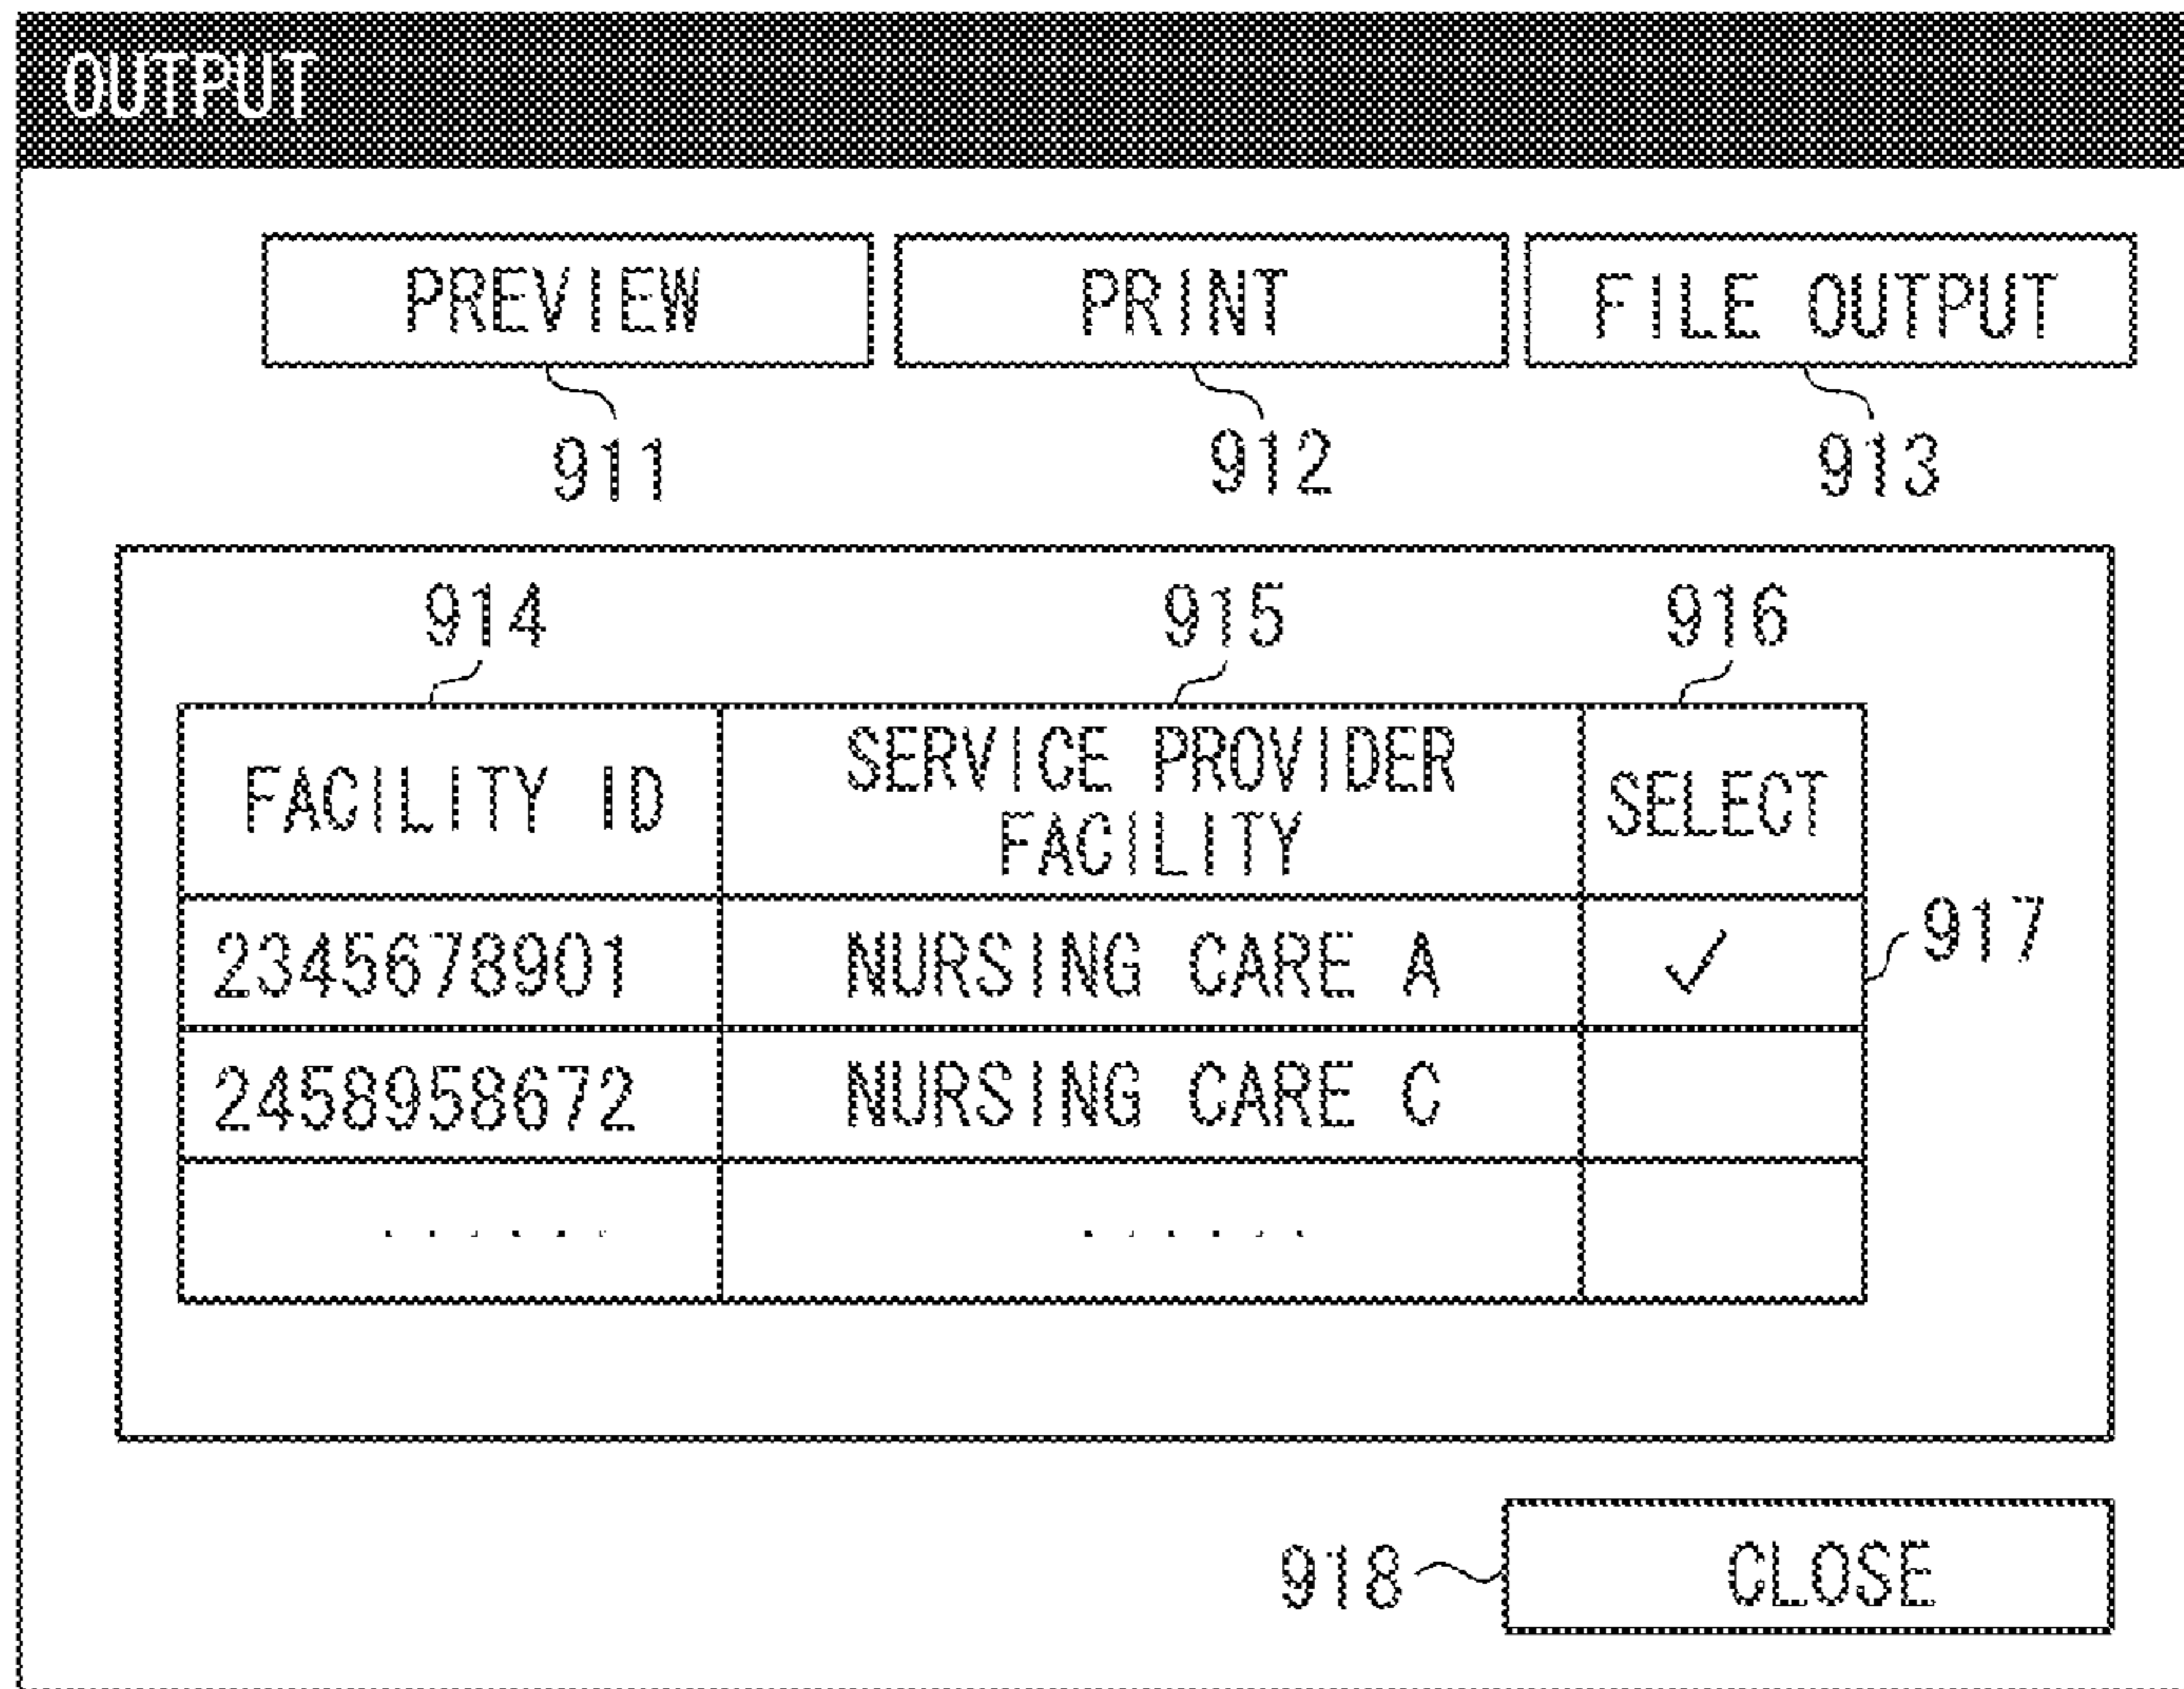 OUTPUT
PREVIEW PRINT FILE OUTPUT
911 912 913
914 915 916
FACILITY ID SERVICE PROVIDER FACILITY SELECT
2345678901 NURSING CARE A ✓ 917
2458958672 NURSING CARE C
...... ......
918 CLOSE